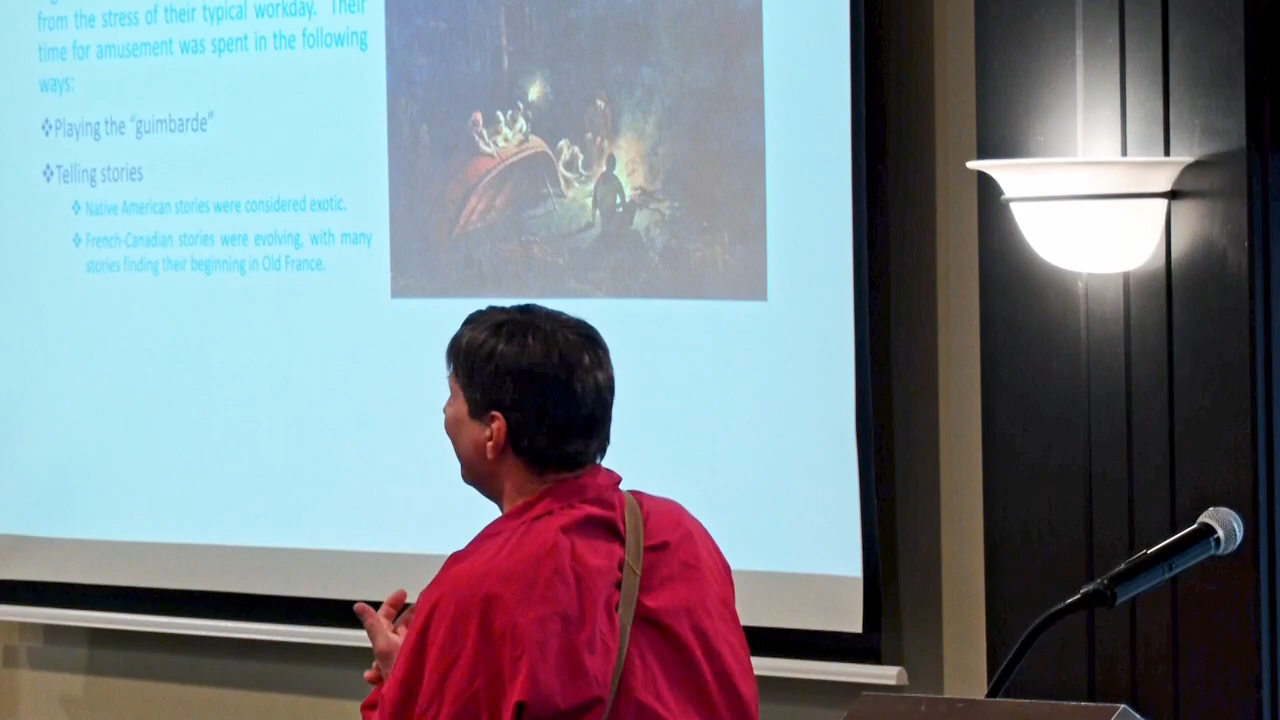 from the stress of their typical workday. Their
time for amusement was spent in the following
ways:
❖Playing the "guimbarde"
❖Telling stories
❖ Native American stories were considered exotic.
❖ French-Canadian stories were evolving, with many
stories finding their beginning in Old France.